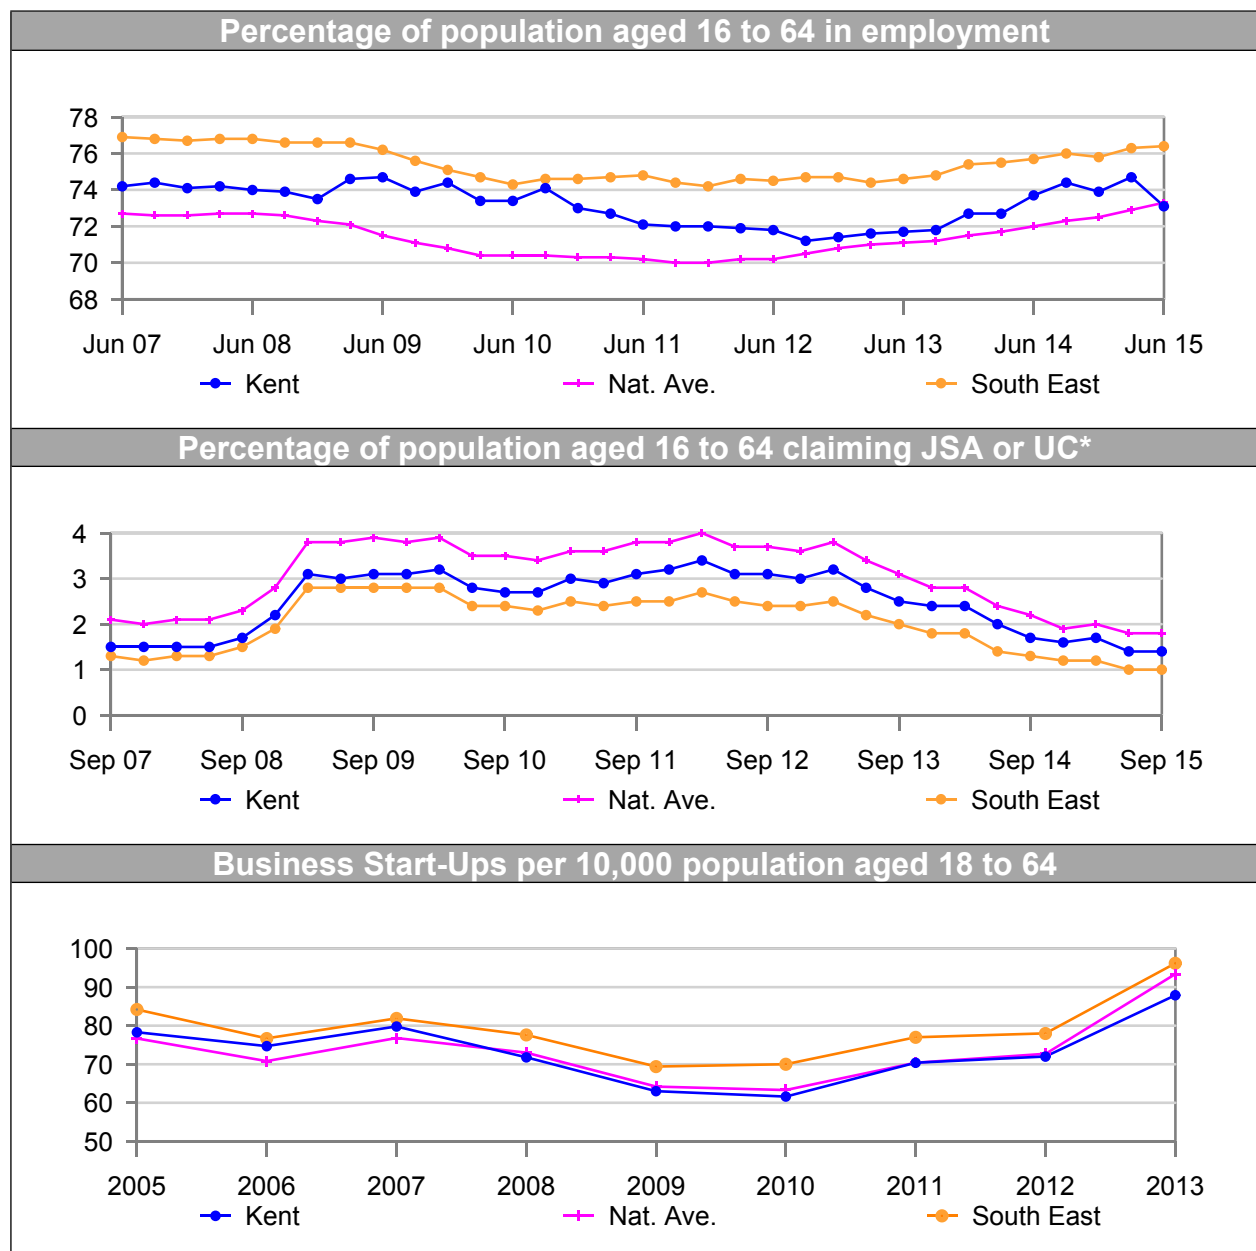 Percentage of population aged 16 to 64 in employment
78
76
74
72
70
68
Jun 07 Jun 08 Jun 09 Jun 10 Jun 11 Jun 12 Jun 13 Jun 14 Jun 15
Kent Nat. Ave. South East
Percentage of population aged 16 to 64 claiming JSA or UC*
4
3
2
1
0
Sep 07 Sep 08 Sep 09 Sep 10 Sep 11 Sep 12 Sep 13 Sep 14 Sep 15
Kent Nat. Ave. South East
Business Start-Ups per 10,000 population aged 18 to 64
100
90
80
70
60
50
2005 2006 2007 2008 2009 2010 2011 2012 2013
Kent Nat. Ave. South East